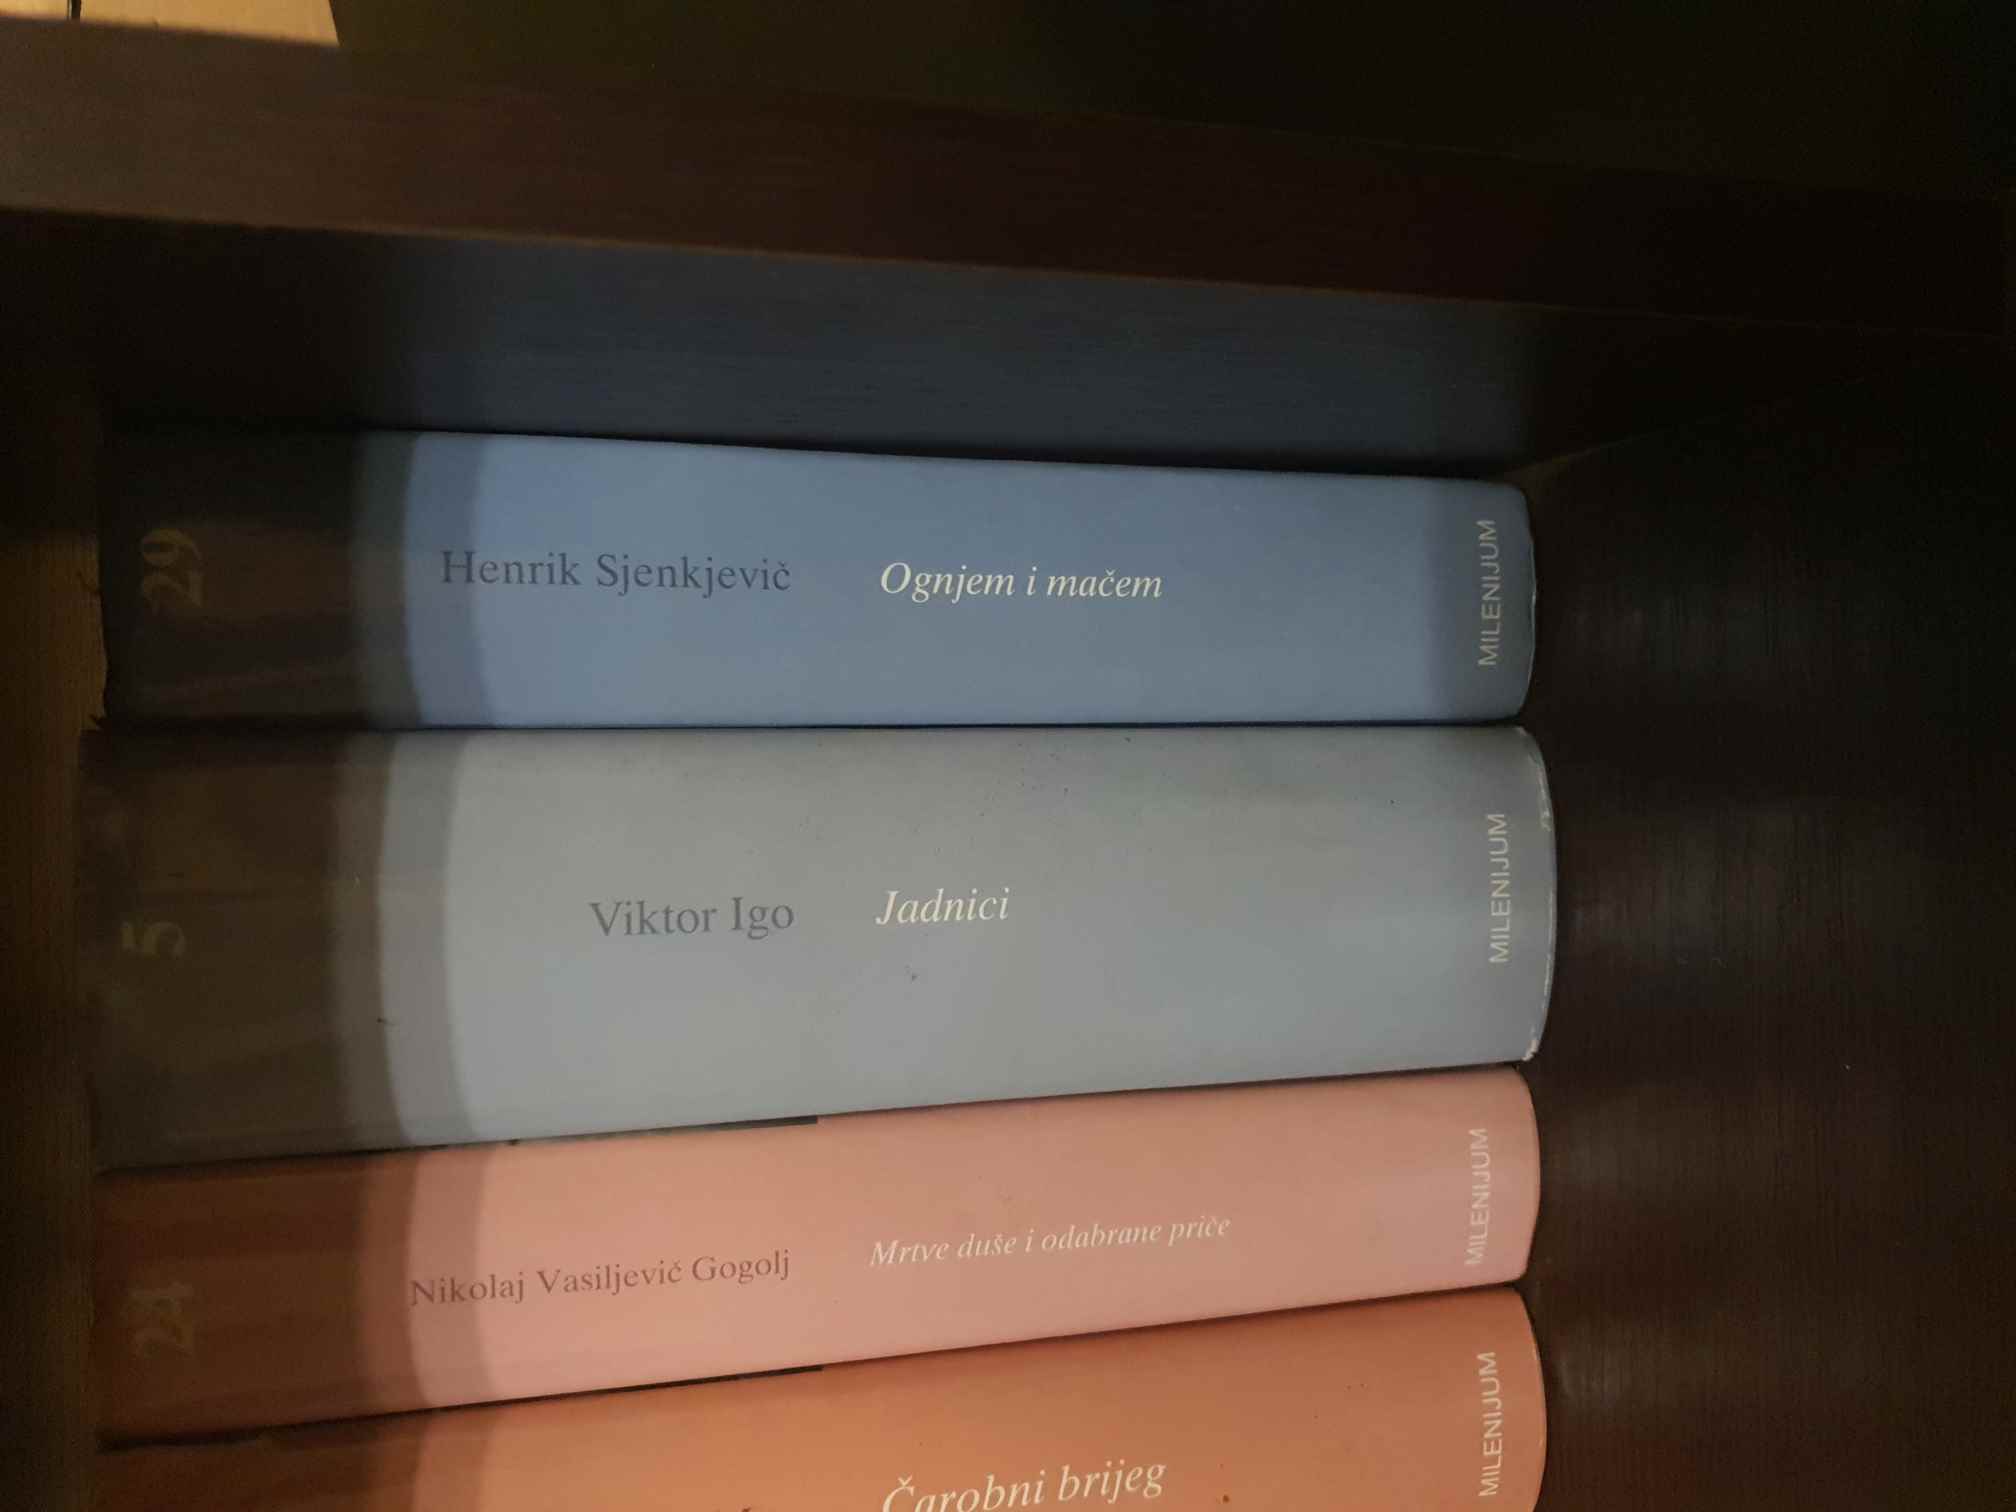 29
Henrik Sjenkjevič
Ognjem i mačem
MILENIJUM
5
Viktor Igo
Jadnici
MILENIJUM
24
Nikolaj Vasiljevič Gogolj
Mrtve duše i odabrane priče
MILENIJUM
Čarobni brijeg
MILENIJUM